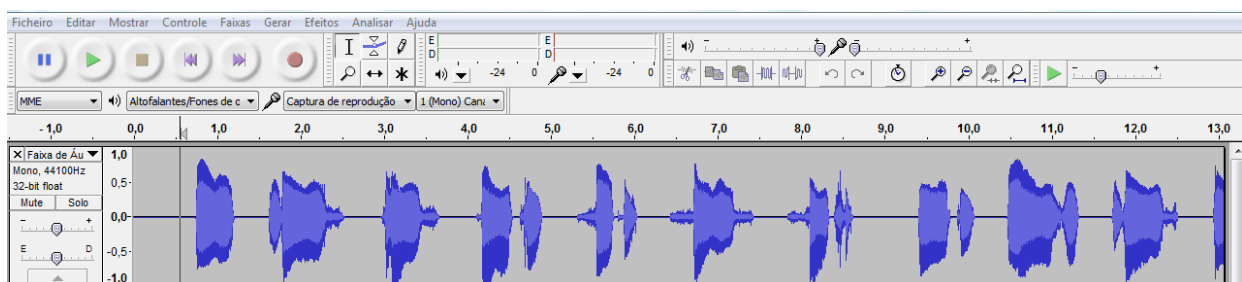 Ficheiro Editar Mostrar Controle Faixas Gerar Efeitos Analisar Ajuda
E E
D D
-24 0 -24 0
MME Altofalantes/Fones de c Captura de reprodução 1 (Mono) Cana
- 1,0 0,0 1,0 2,0 3,0 4,0 5,0 6,0 7,0 8,0 9,0 10,0 11,0 12,0 13,0
X Faixa de Áu 1,0
Mono, 44100Hz
32-bit float 0,5-
Mute Solo
- + 0,0-
E D -0,5-
-1,0